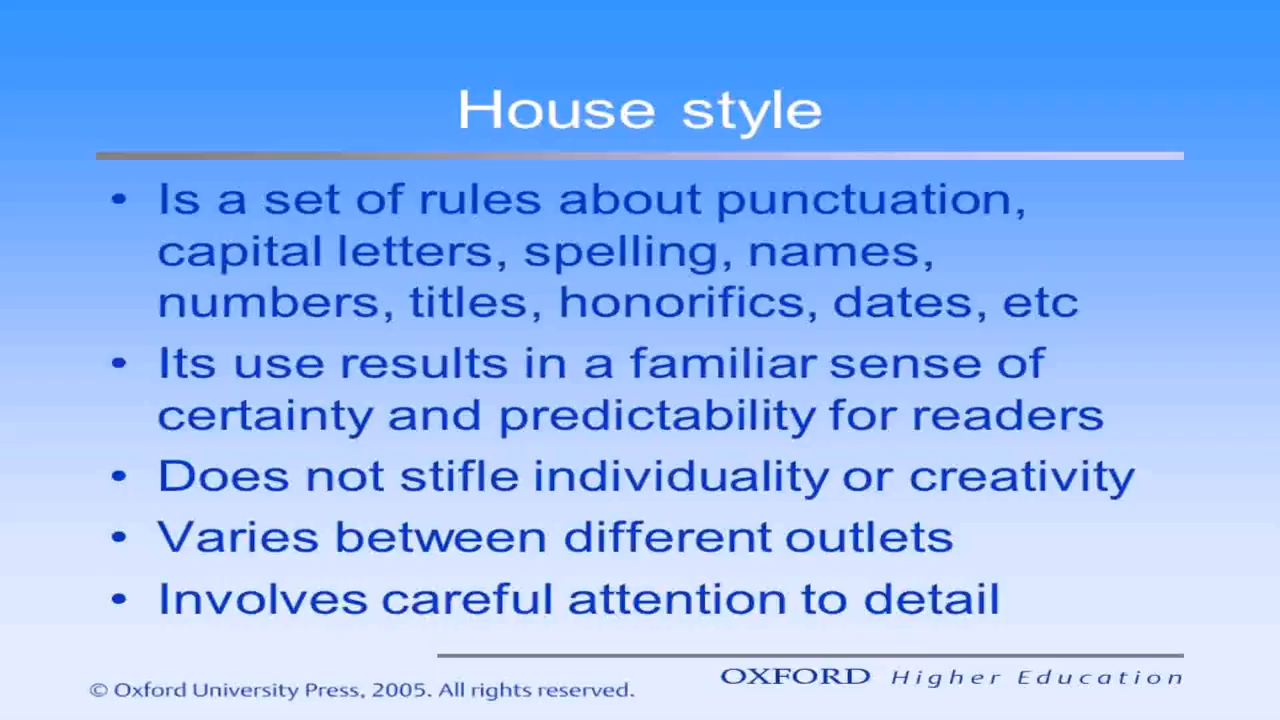 House style
• Is a set of rules about punctuation,
capital letters, spelling, names,
numbers, titles, honorifics, dates, etc
• Its use results in a familiar sense of
certainty and predictability for readers
• Does not stifle individuality or creativity
• Varies between different outlets
• Involves careful attention to detail
© Oxford University Press, 2005. All rights reserved.
OXFORD Higher Education